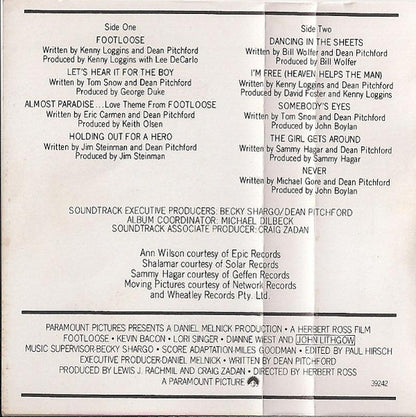 Side One
FOOTLOOSE
Written by Kenny Loggins and Dean Pitchford
Produced by Kenny Loggins with Lee DeCarlo
LET'S HEAR IT FOR THE BOY
Written by Tom Snow and Dean Pitchford
Produced by George Duke
ALMOST PARADISE...Love Theme From FOOTLOOSE
Written by Eric Carmen and Dean Pitchford
Produced by Keith Olsen
HOLDING OUT FOR A HERO
Written by Jim Steinman and Dean Pitchford
Produced by Jim Steinman
Side Two
DANCING IN THE SHEETS
Written by Bill Wolfer and Dean Pitchford
Produced by Bill Wolfer
I'M FREE (HEAVEN HELPS THE MAN)
Written by Kenny Loggins and Dean Pitchford
Produced by David Foster and Kenny Loggins
SOMEBODY'S EYES
Written by Tom Snow and Dean Pitchford
Produced by John Boylan
THE GIRL GETS AROUND
Written by Sammy Hagar and Dean Pitchford
Produced by Sammy Hagar
NEVER
Written by Michael Gore and Dean Pitchford
Produced by John Boylan
SOUNDTRACK EXECUTIVE PRODUCERS: BECKY SHARGO/DEAN PITCHFORD
ALBUM COORDINATOR: MICHAEL DILBECK
SOUNDTRACK ASSOCIATE PRODUCER: CRAIG ZADAN
Ann Wilson courtesy of Epic Records
Shalamar courtesy of Solar Records
Sammy Hagar courtesy of Geffen Records
Moving Pictures courtesy of Network Records
and Wheatley Records Pty. Ltd.
PARAMOUNT PICTURES PRESENTS A DANIEL MELNICK PRODUCTION • A HERBERT ROSS FILM
FOOTLOOSE • KEVIN BACON • LORI SINGER • DIANNE WIEST AND JOHN LITHGOW
MUSIC SUPERVISOR•BECKY SHARGO • SCORE ADAPTATION•MILES GOODMAN • EDITED BY PAUL HIRSCH
EXECUTIVE PRODUCER•DANIEL MELNICK • WRITTEN BY DEAN PITCHFORD
PRODUCED BY LEWIS J. RACHMIL AND CRAIG ZADAN • DIRECTED BY HERBERT ROSS
A PARAMOUNT PICTURE
39242